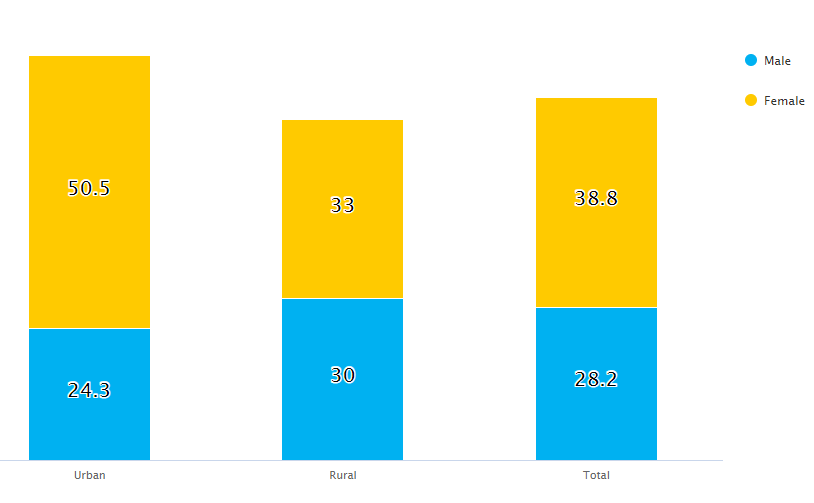 Male
Female
50.5
33
38.8
24.3
30
28.2
Urban
Rural
Total